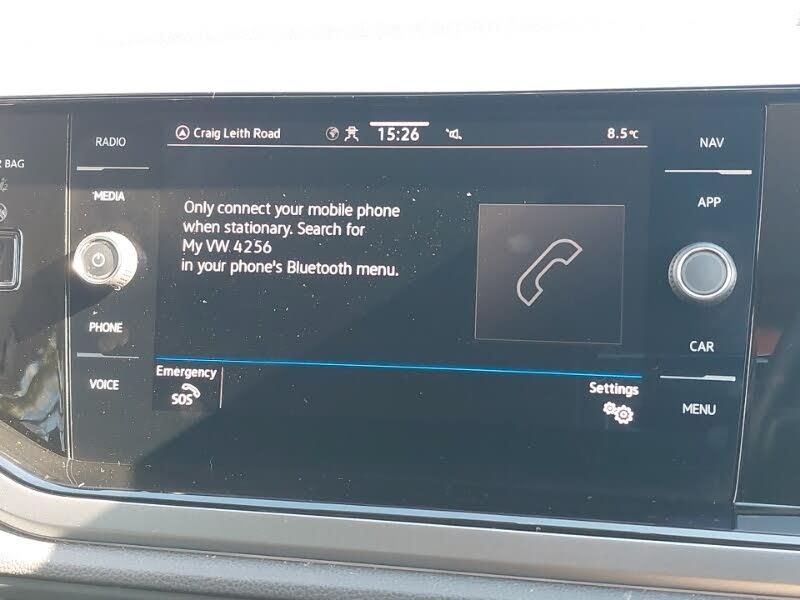 RADIO
Craig Leith Road 15:26 8.5°C
NAV
BAG
MEDIA
APP
Only connect your mobile phone
when stationary. Search for
My VW 4256
in your phone's Bluetooth menu.
PHONE
CAR
VOICE
Emergency
SOS
Settings
MENU